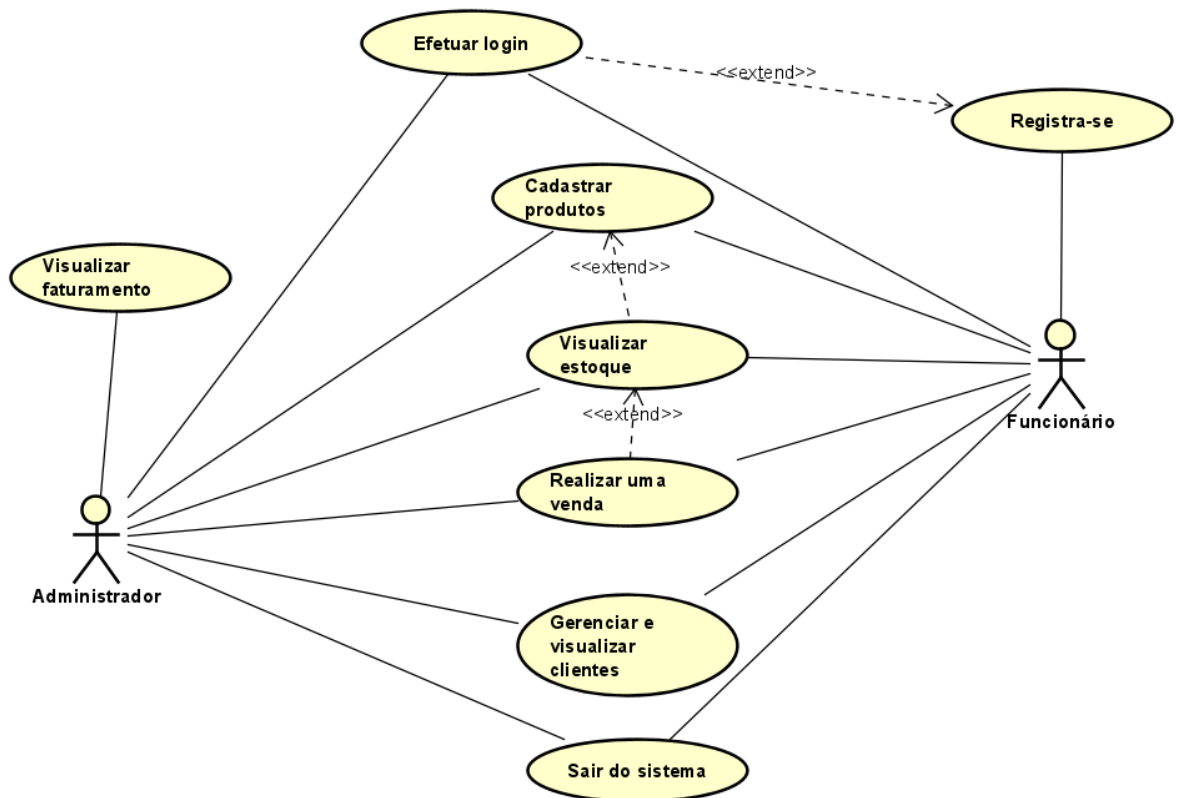 Efetuar login
<<extend>>
Registra-se
Cadastrar
produtos
<<extend>>
Visualizar
faturamento
Visualizar
estoque
<<extend>>
Funcionário
Realizar uma
venda
Administrador
Gerenciar e
visualizar
clientes
Sair do sistema